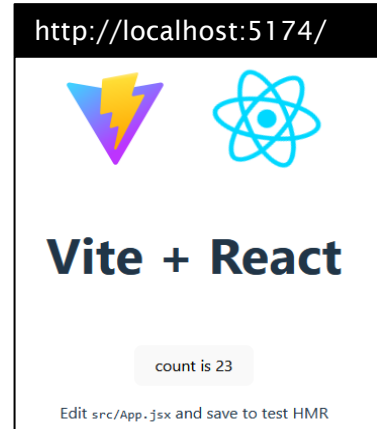 http://localhost:5174/
Vite + React
count is 23
Edit src/App.jsx and save to test HMR